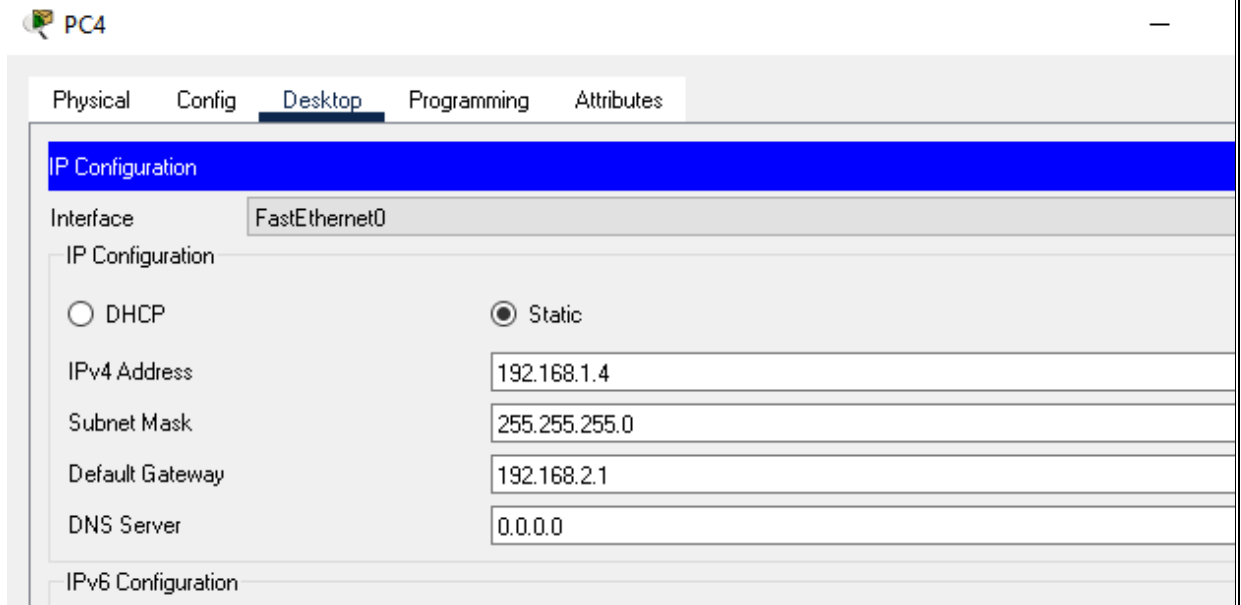 PC4
Physical Config Desktop Programming Attributes
IP Configuration
Interface FastEthernet0
IP Configuration
DHCP Static
IPv4 Address 192.168.1.4
Subnet Mask 255.255.255.0
Default Gateway 192.168.2.1
DNS Server 0.0.0.0
IPv6 Configuration